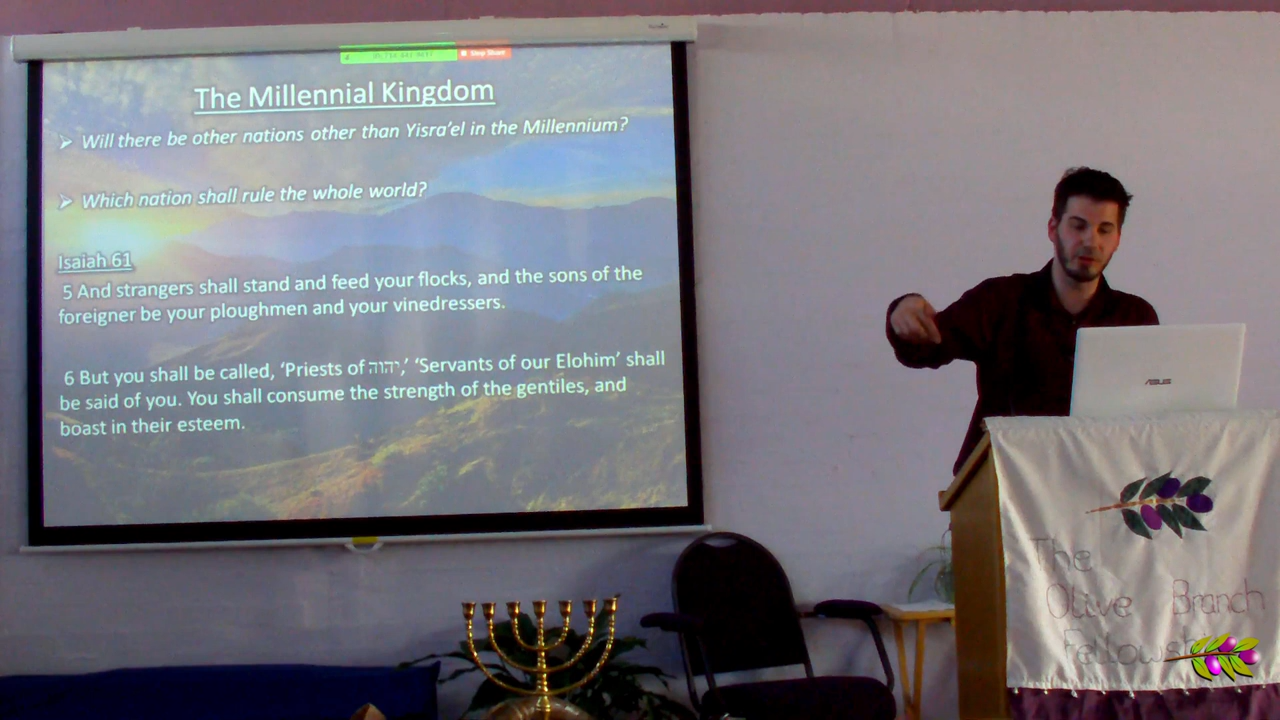 Stop Share
The Millennial Kingdom
➢ Will there be other nations other than Yisra'el in the Millennium?
➢ Which nation shall rule the whole world?
Isaiah 61
5 And strangers shall stand and feed your flocks, and the sons of the
foreigner be your ploughmen and your vinedressers.
6 But you shall be called, ‘Priests of יהוה,’ ‘Servants of our Elohim’ shall
be said of you. You shall consume the strength of the gentiles, and
boast in their esteem.
ASUS
The
Olive Branch